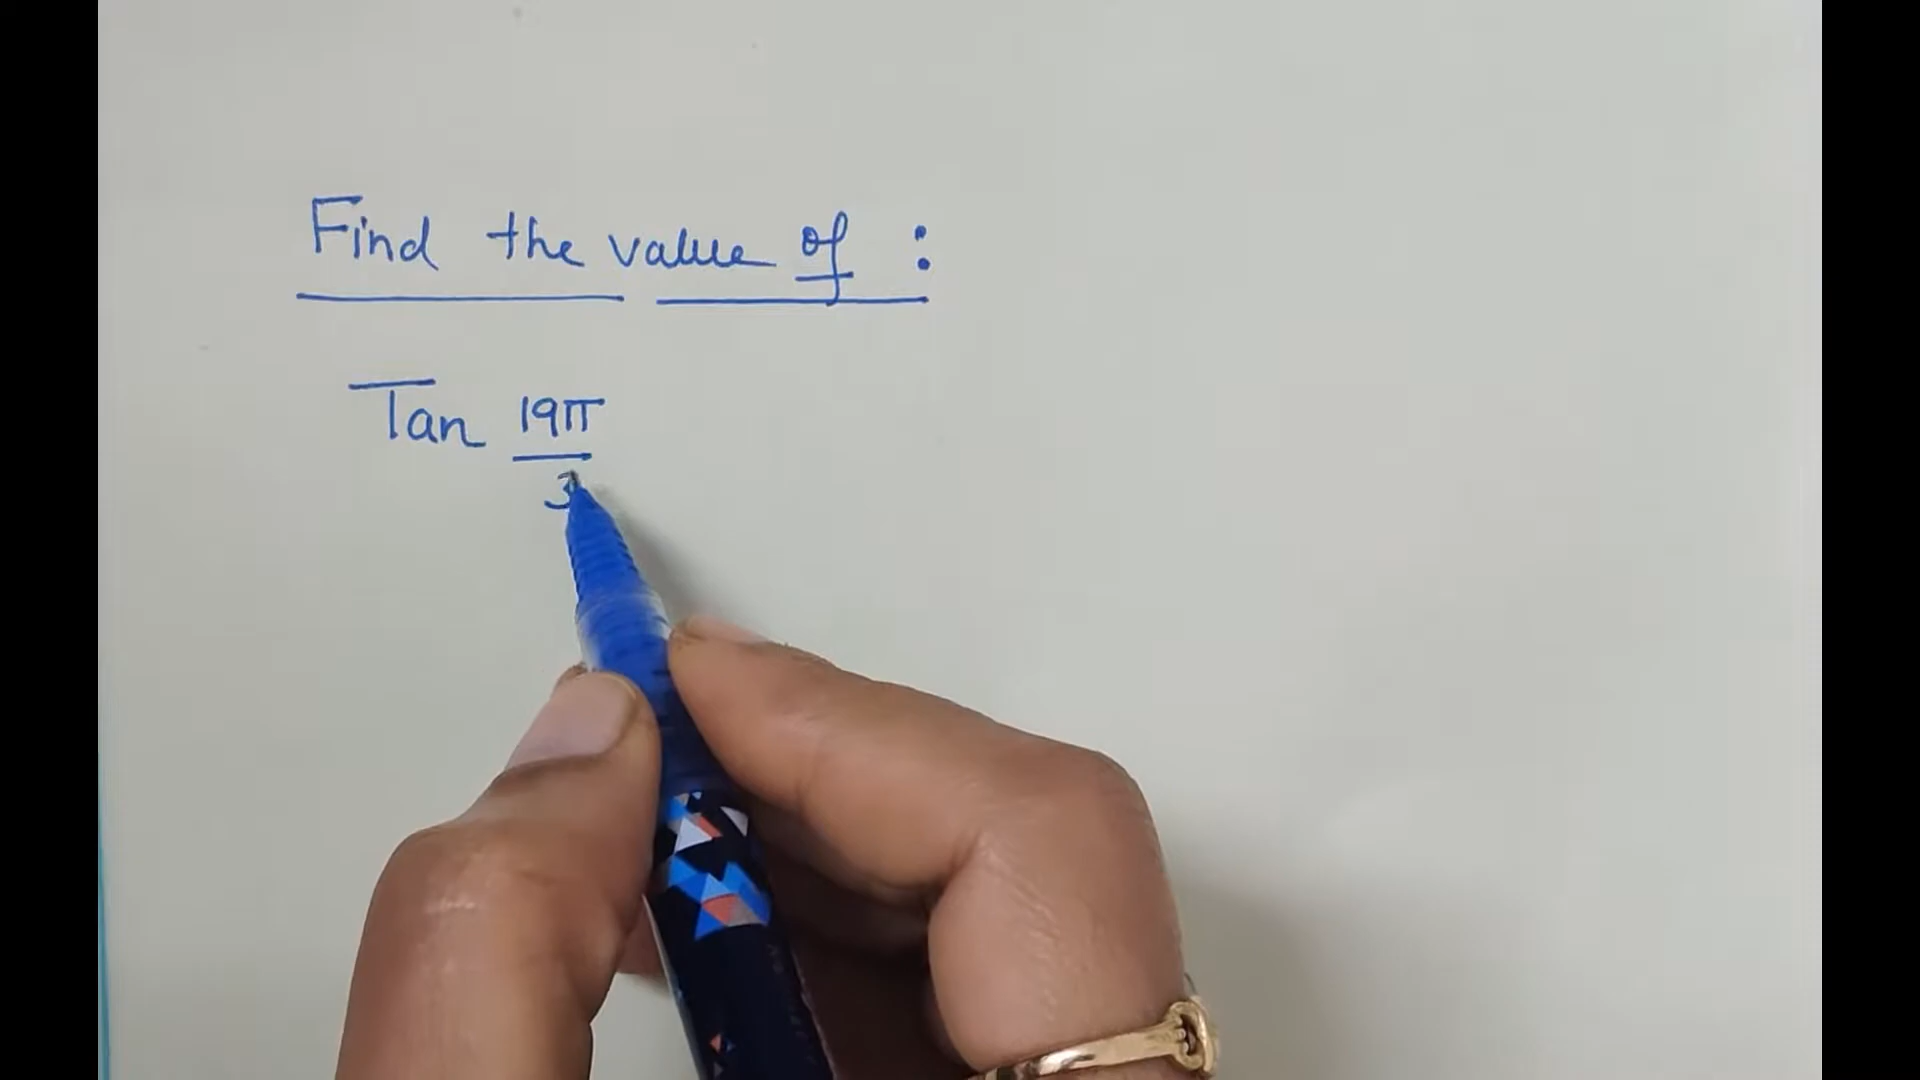 Find the value of :
Tan 19π
3